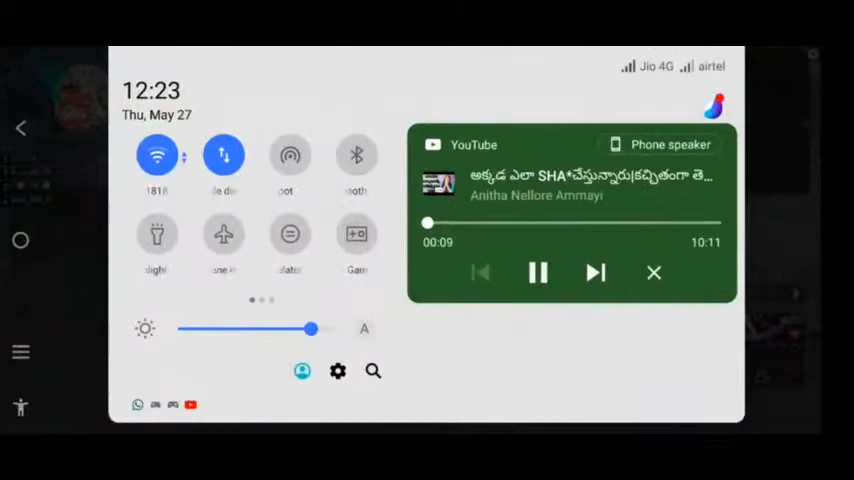 Jio 4G airtel
12:23
Thu, May 27
YouTube
Phone speaker
అక్కడ ఎలా SHA*చేస్తున్నారు|కచ్చితంగా తె...
Anitha Nellore Ammayi
1818
00:09
10:11
A